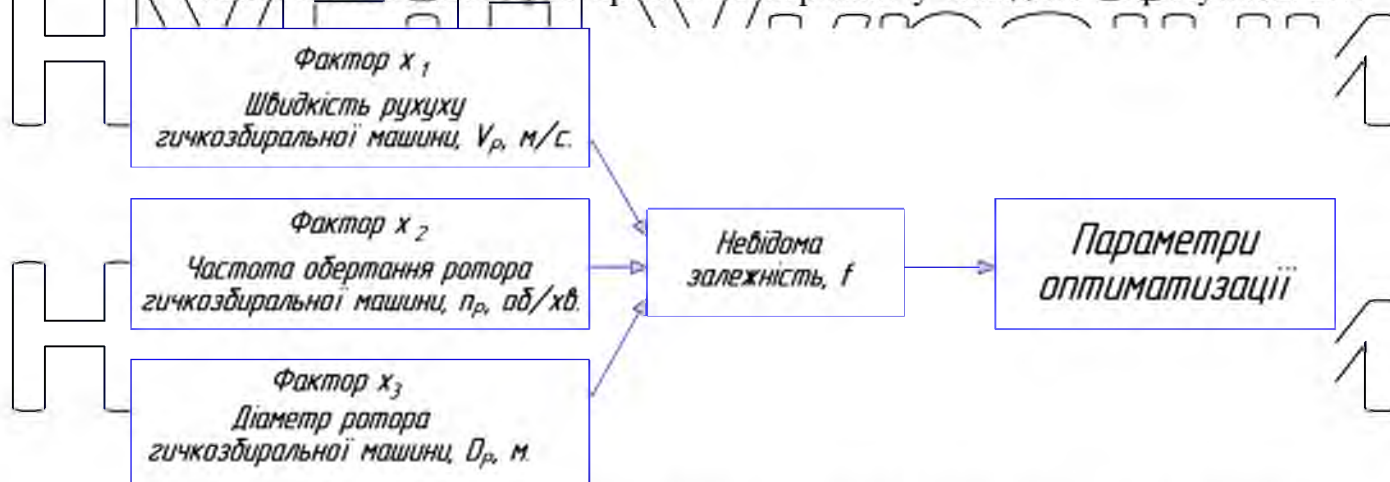 Фактор x 1
Швидкість рухуху
гичкозбиральної машини, Vр, м/с.
Фактор x 2
Частота обертання ротора
гичкозбиральної машини, nр, об/хв.
Фактор x3
Діаметр ротора
гичкозбиральної машини, Dр, м.
Невідома
залежність, f
Параметри
оптиматизації